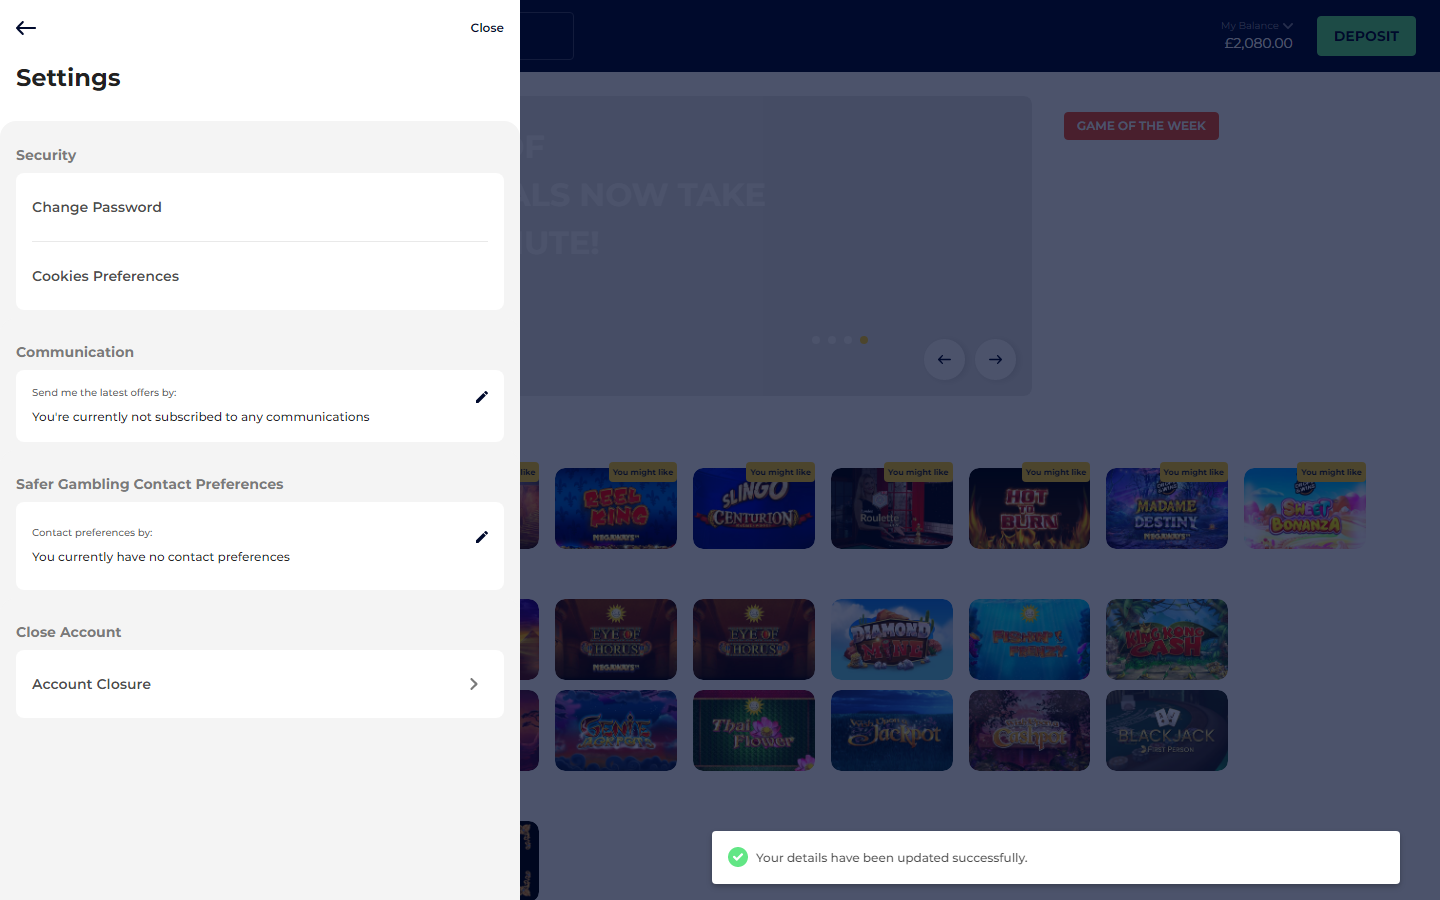 Close
Settings
Security
Change Password
Cookies Preferences
Communication
Send me the latest offers by:
You're currently not subscribed to any communications
Safer Gambling Contact Preferences
Contact preferences by:
You currently have no contact preferences
Close Account
Account Closure
My Balance
£2,080.00
DEPOSIT
GAME OF THE WEEK
ALS NOW TAKE
UTE!
like
You might like
You might like
You might like
You might like
You might like
You might like
REEL
KING
MEGAWAYS
SLINGO
CENTURION
Roulette
HOT
TO
BURN
MADAME
DESTINY
MEGAWAYS
SWEET
BONANZA
EYE OF
HORUS
MEGAWAYS
EYE OF
HORUS
DIAMOND
MINE
FISHIN'
FRENZY
KING KONG
CASH
GENIE
JACKPOTS
Thai
Flower
Jackpot
BLACKJACK
FIRST PERSON
Your details have been updated successfully.